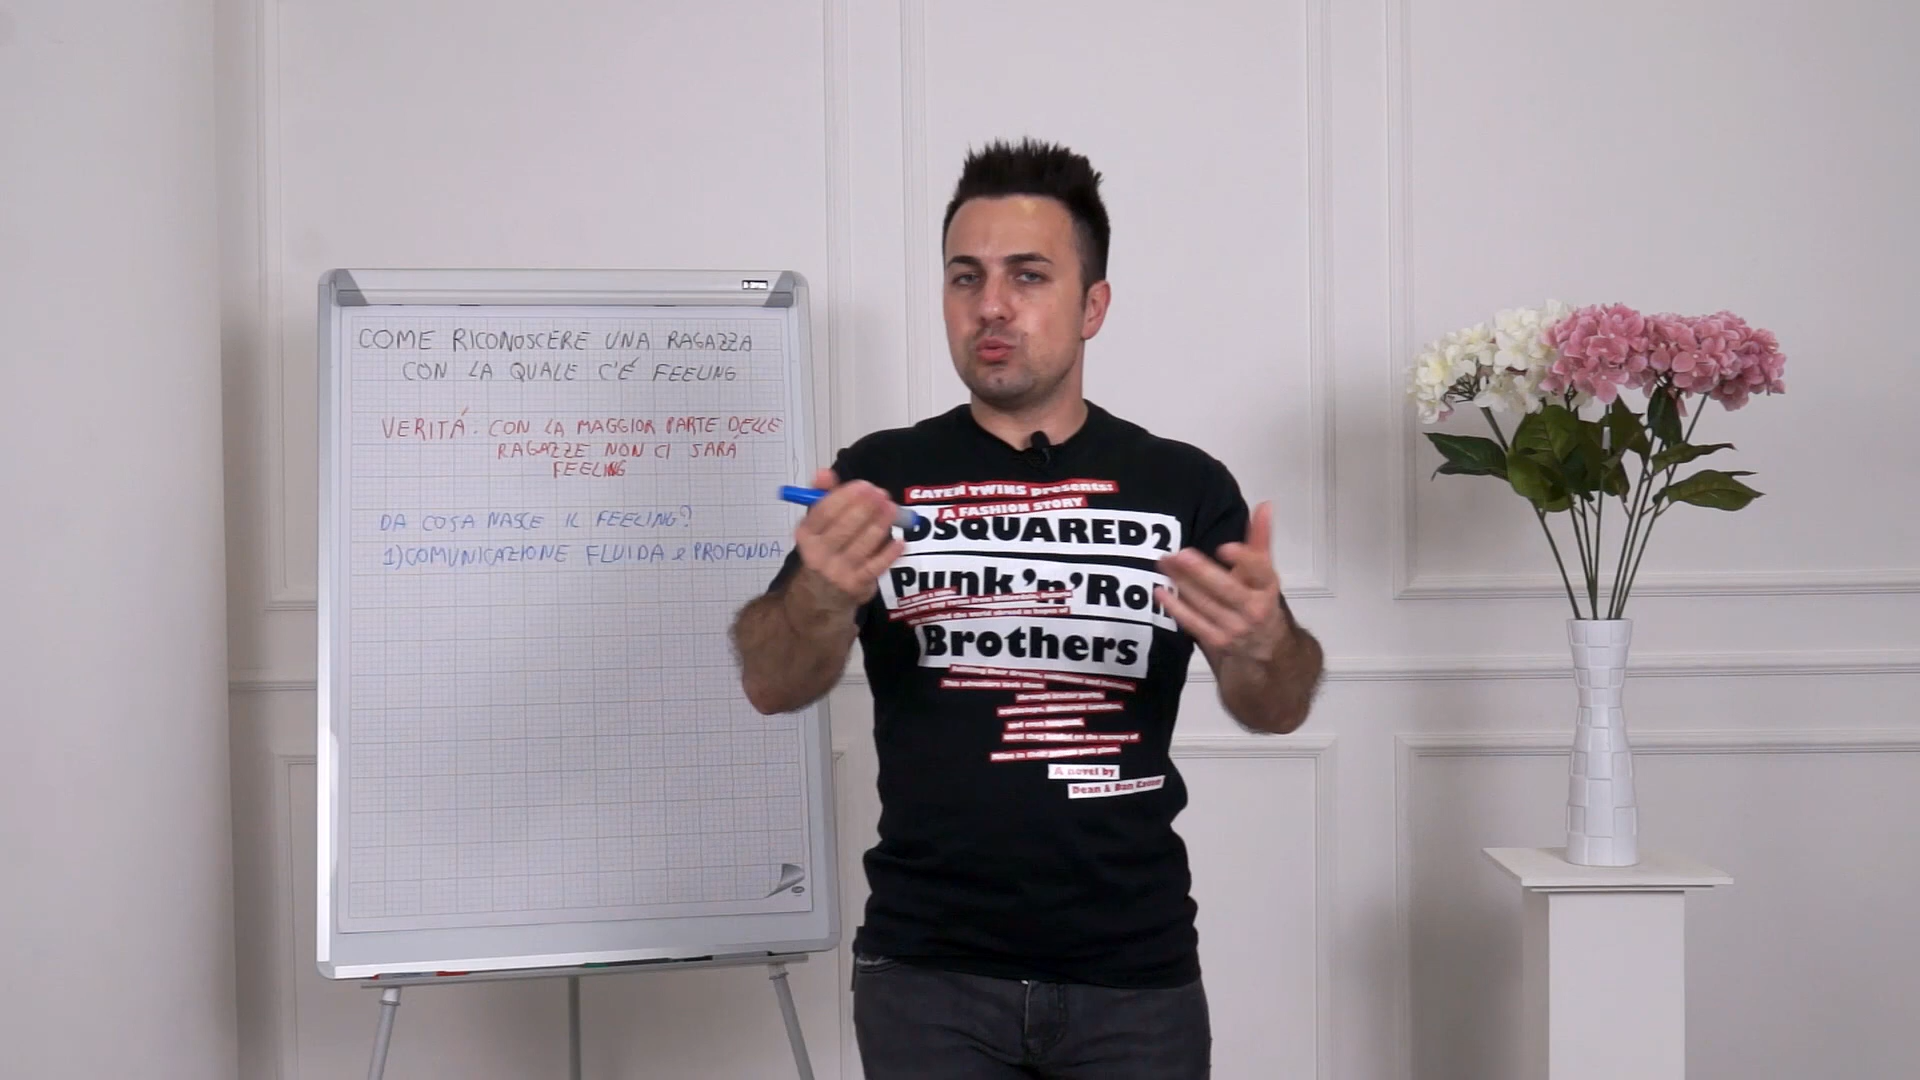 COME RICONOSCERE UNA RAGAZZA
CON LA QUALE C'É FEELING
VERITÁ: CON LA MAGGIOR PARTE DELLE
RAGAZZE NON CI SARÁ
FEELING
DA COSA NASCE IL FEELING?
1) COMUNICAZIONE FLUIDA e PROFONDA
CATEN TWINS presents:
A FASHION STORY
DSQUARED2
Punk 'n' Roll
Brothers
A novel by
Dean & Dan